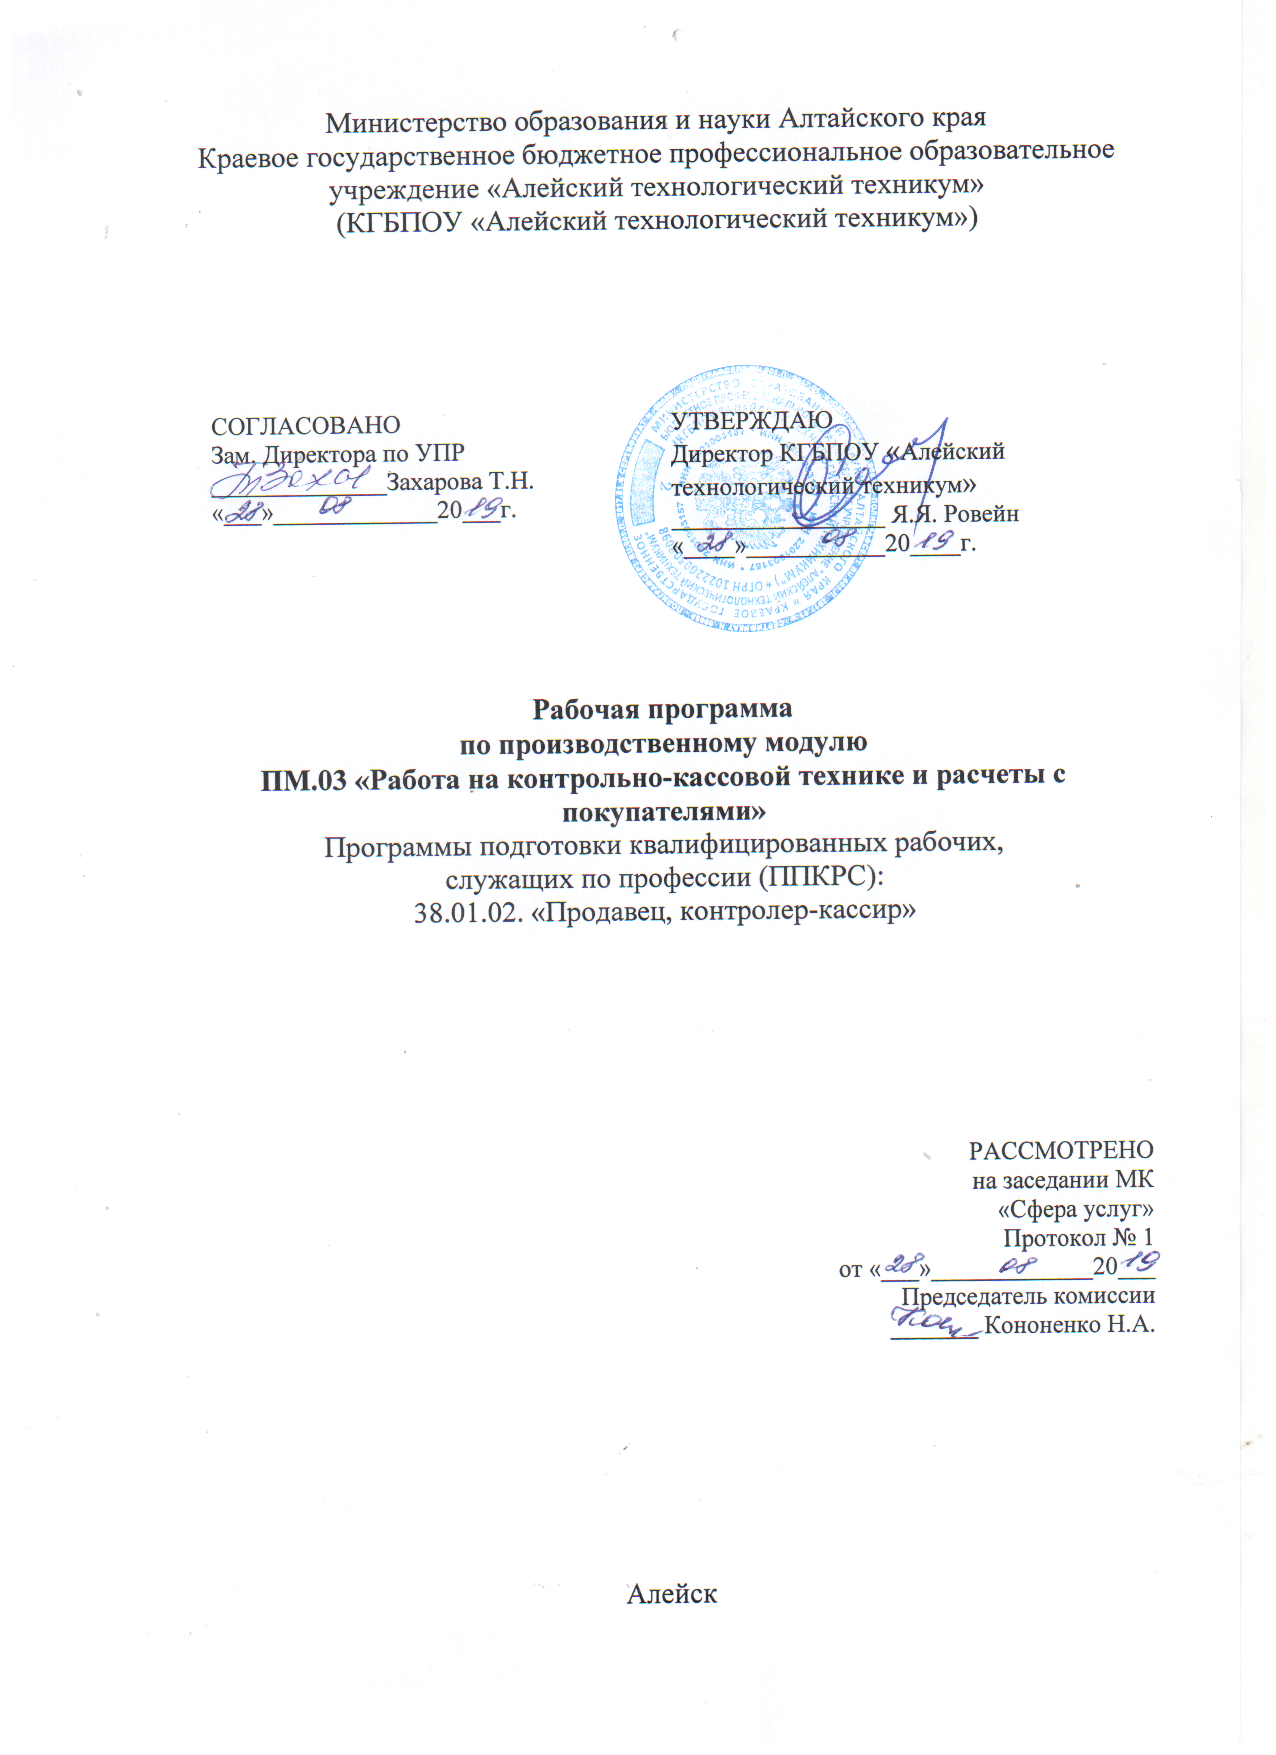 Министерство образования и науки Алтайского края
Краевое государственное бюджетное профессиональное образовательное
учреждение «Алейский технологический техникум»
(КГБПОУ «Алейский технологический техникум»)
СОГЛАСОВАНО
Зам. Директора по УПР
Захарова Т.Н.
«28» 08 2019г.
УТВЕРЖДАЮ
Директор КГБПОУ «Алейский
технологический техникум»
Я.Я. Ровейн
«28» 08 2019 г.
Рабочая программа
по производственному модулю
ПМ.03 «Работа на контрольно-кассовой технике и расчеты с
покупателями»
Программы подготовки квалифицированных рабочих,
служащих по профессии (ППКРС):
38.01.02. «Продавец, контролер-кассир»
РАССМОТРЕНО
на заседании МК
«Сфера услуг»
Протокол № 1
от «28» 08 2019
Председатель комиссии
Кононенко Н.А.
Алейск